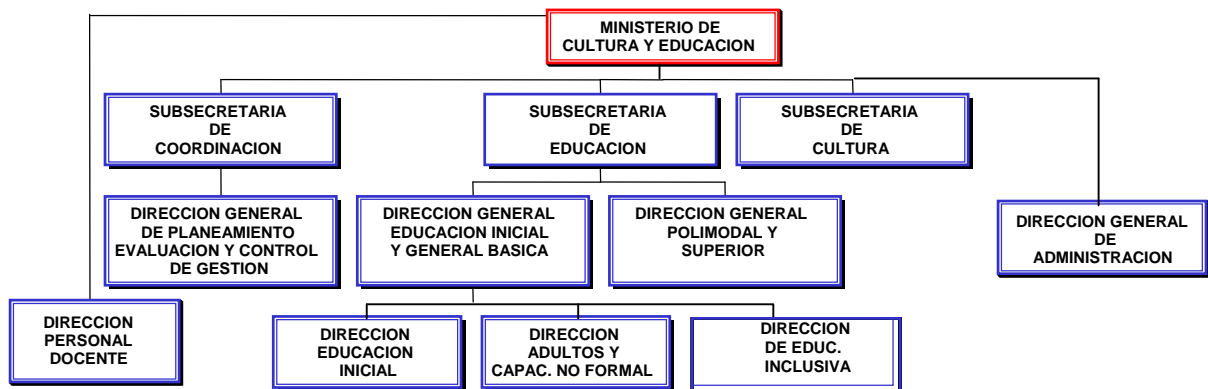 MINISTERIO DE
CULTURA Y EDUCACION
SUBSECRETARIA
DE
COORDINACION
SUBSECRETARIA
DE
EDUCACION
SUBSECRETARIA
DE
CULTURA
DIRECCION GENERAL
DE PLANEAMIENTO
EVALUACION Y CONTROL
DE GESTION
DIRECCION GENERAL
EDUCACION INICIAL
Y GENERAL BASICA
DIRECCION GENERAL
POLIMODAL Y
SUPERIOR
DIRECCION GENERAL
DE
ADMINISTRACION
DIRECCION
PERSONAL
DOCENTE
DIRECCION
EDUCACION
INICIAL
DIRECCION
ADULTOS Y
CAPAC. NO FORMAL
DIRECCION
DE EDUC.
INCLUSIVA